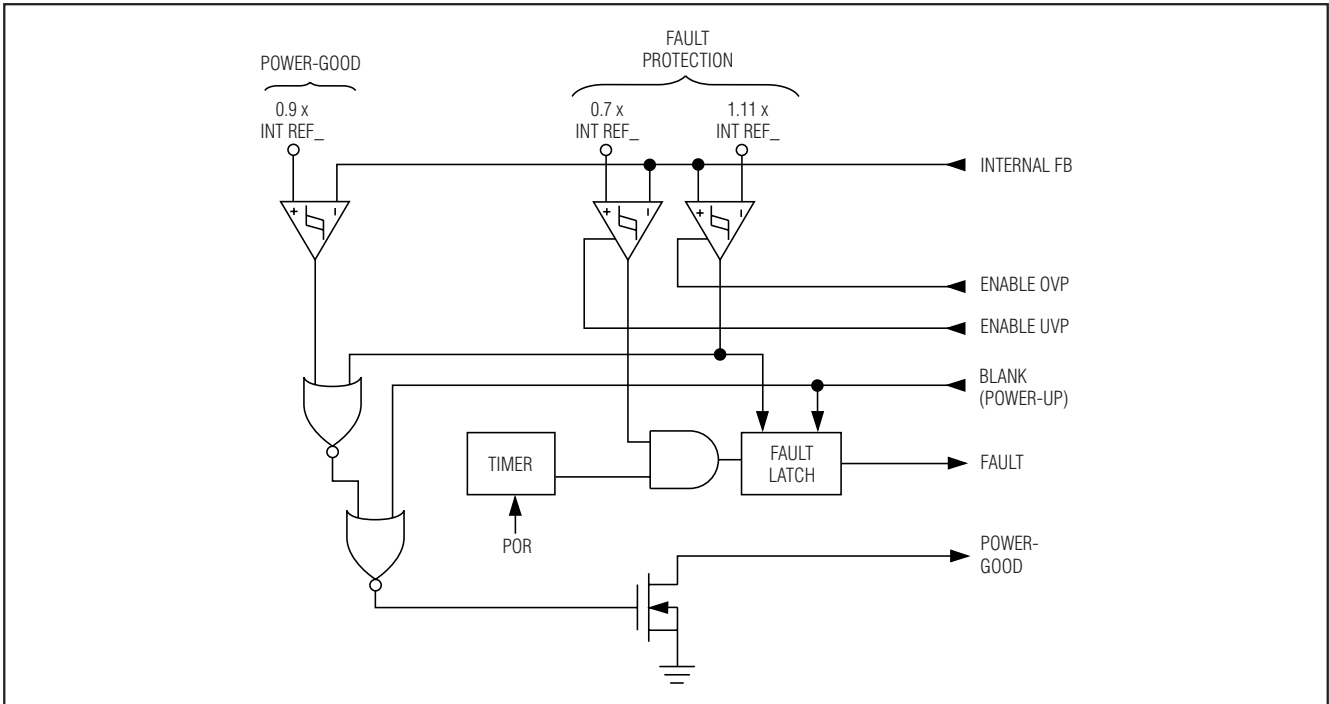 FAULT
PROTECTION
POWER-GOOD
0.9 x
INT REF_
0.7 x
INT REF_
1.11 x
INT REF_
INTERNAL FB
+
–
+
–
+
–
ENABLE OVP
ENABLE UVP
BLANK
(POWER-UP)
TIMER
FAULT
LATCH
FAULT
POR
POWER-
GOOD